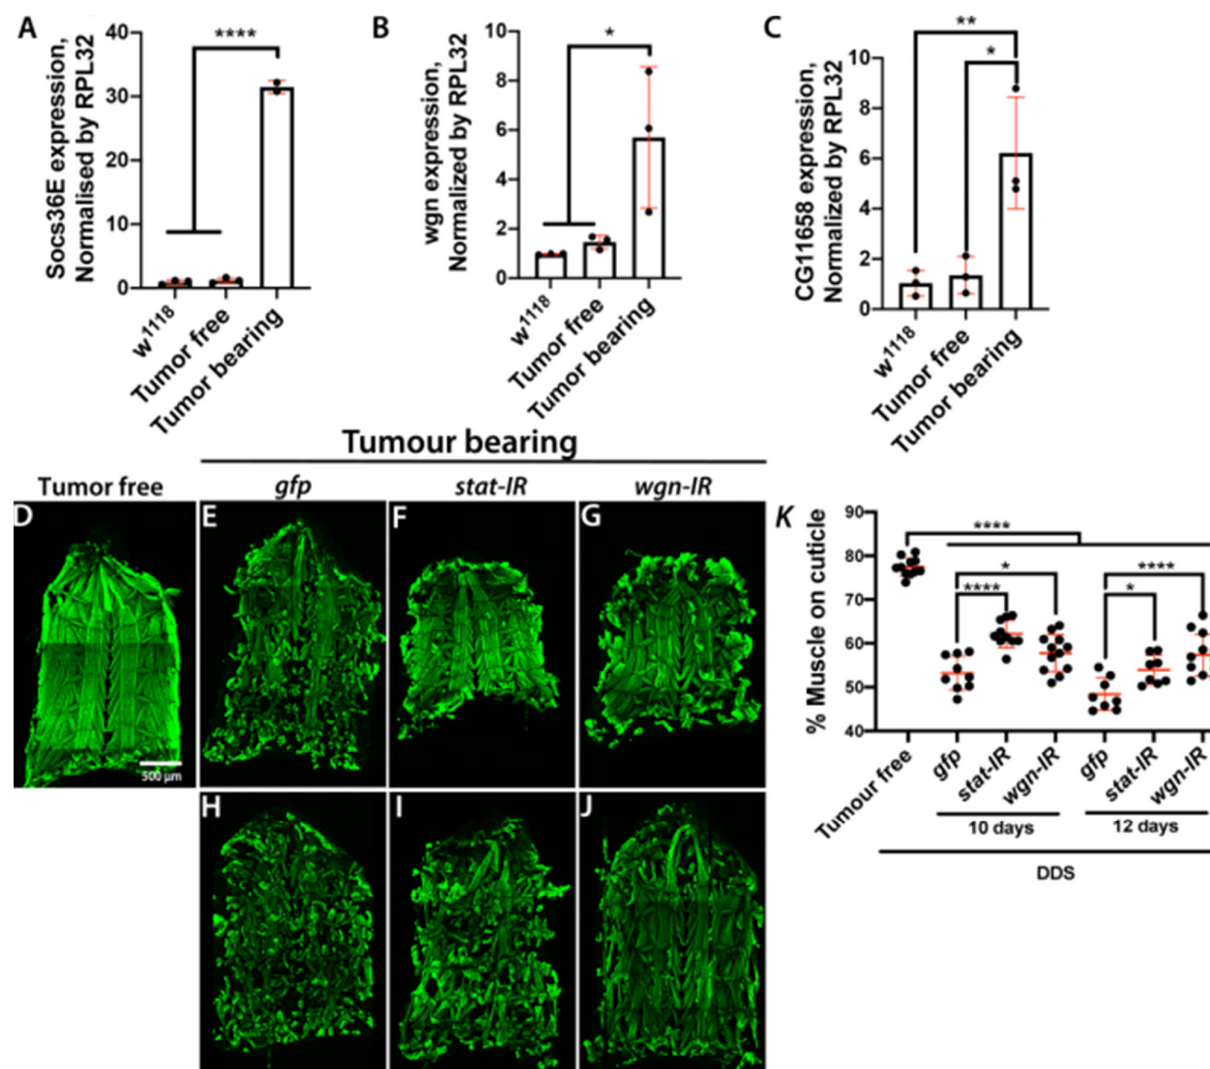 A
Socs36E expression,
Normalised by RPL32
40
30
20
10
0
****
w1118
Tumor free
Tumor bearing
B
wgn expression,
Normalized by RPL32
10
8
6
4
2
0
*
w1118
Tumor free
Tumor bearing
C
CG11658 expression,
Normalized by RPL32
10
8
6
4
2
0
**
*
w1118
Tumor free
Tumor bearing
Tumour bearing
Tumor free
gfp
stat-IR
wgn-IR
D
500 µm
E
F
G
H
I
J
K
% Muscle on cuticle
90
80
70
60
50
40
****
*
****
****
*
Tumour free
gfp
stat-IR
wgn-IR
gfp
stat-IR
wgn-IR
10 days
12 days
DDS